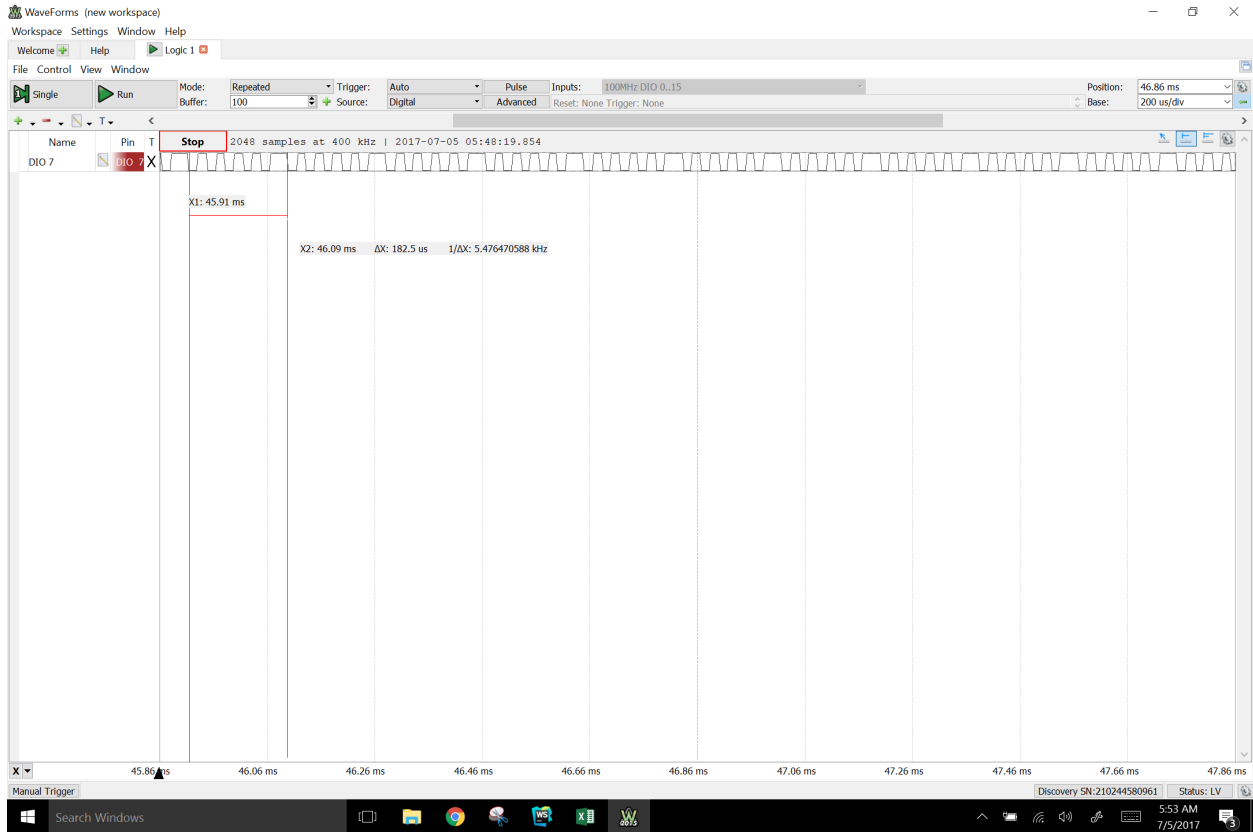 WaveForms (new workspace)
Workspace Settings Window Help
Welcome Help Logic 1
File Control View Window
Single Run Mode: Repeated Trigger: Auto Pulse Inputs: 100MHz DIO 0..15 Position: 46.86 ms
Buffer: 100 Source: Digital Advanced Reset: None Trigger: None Base: 200 us/div
T
Name Pin T Stop 2048 samples at 400 kHz | 2017-07-05 05:48:19.854
DIO 7 DIO 7 X
X1: 45.91 ms
X2: 46.09 ms ΔX: 182.5 us 1/ΔX: 5.476470588 kHz
X 45.86 ms 46.06 ms 46.26 ms 46.46 ms 46.66 ms 46.86 ms 47.06 ms 47.26 ms 47.46 ms 47.66 ms 47.86 ms
Manual Trigger Discovery SN:210244580961 Status: LV
Search Windows WS 2015 5:53 AM
7/5/2017 3